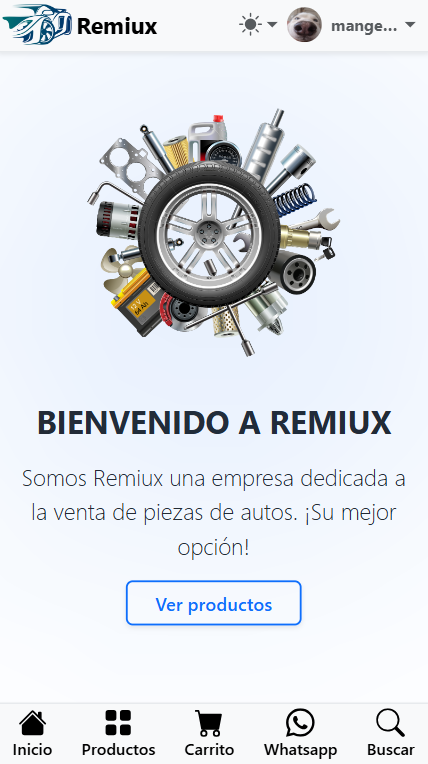 Remiux
mange...
BIENVENIDO A REMIUX
Somos Remiux una empresa dedicada a
la venta de piezas de autos. ¡Su mejor
opción!
Ver productos
Inicio
Productos
Carrito
Whatsapp
Buscar